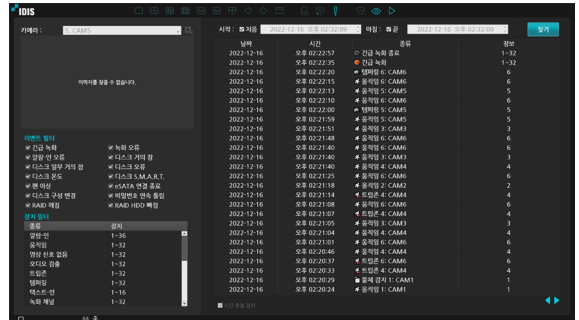 IDIS
카메라 : 5. CAM5
시작 : 처음 2022-12-16 오후 02:32:09 마침 : 끝 2022-12-16 오후 02:32:09 찾기
이미지를 찾을 수 없습니다.
이벤트 필터
긴급 녹화 녹화 오류
알람-인 오류 디스크 거의 참
디스크 일부 거의 참 디스크 오류
디스크 온도 디스크 S.M.A.R.T.
팬 이상 eSATA 연결 종료
디스크 구성 변경 비밀번호 연속 틀림
RAID 깨짐 RAID HDD 빠짐
장치 필터
종류 장치
알람-인 1~36
움직임 1~32
영상 신호 없음 1~32
오디오 검출 1~32
트립존 1~32
탬퍼링 1~32
텍스트-인 1~16
녹화 채널 1~32
날짜 시간 종류 정보
2022-12-16 오후 02:22:57 긴급 녹화 종료 1~32
2022-12-16 오후 02:22:35 긴급 녹화 1~32
2022-12-16 오후 02:22:20 탬퍼링 6: CAM6 6
2022-12-16 오후 02:22:15 움직임 6: CAM6 6
2022-12-16 오후 02:22:13 움직임 5: CAM5 5
2022-12-16 오후 02:22:10 움직임 6: CAM6 6
2022-12-16 오후 02:22:00 탬퍼링 5: CAM5 5
2022-12-16 오후 02:21:59 움직임 5: CAM5 5
2022-12-16 오후 02:21:51 움직임 3: CAM3 3
2022-12-16 오후 02:21:48 움직임 6: CAM6 6
2022-12-16 오후 02:21:40 움직임 6: CAM6 6
2022-12-16 오후 02:21:40 움직임 3: CAM3 3
2022-12-16 오후 02:21:40 움직임 4: CAM4 4
2022-12-16 오후 02:21:25 움직임 6: CAM6 6
2022-12-16 오후 02:21:18 움직임 2: CAM2 2
2022-12-16 오후 02:21:14 트립존 4: CAM4 4
2022-12-16 오후 02:21:08 움직임 6: CAM6 6
2022-12-16 오후 02:21:07 트립존 4: CAM4 4
2022-12-16 오후 02:21:05 움직임 3: CAM3 3
2022-12-16 오후 02:21:04 움직임 4: CAM4 4
2022-12-16 오후 02:21:01 움직임 6: CAM6 6
2022-12-16 오후 02:20:46 움직임 4: CAM4 4
2022-12-16 오후 02:20:37 트립존 6: CAM6 6
2022-12-16 오후 02:20:33 트립존 4: CAM4 4
2022-12-16 오후 02:20:29 물체 감지 1: CAM1 1
2022-12-16 오후 02:20:24 움직임 1: CAM1 1